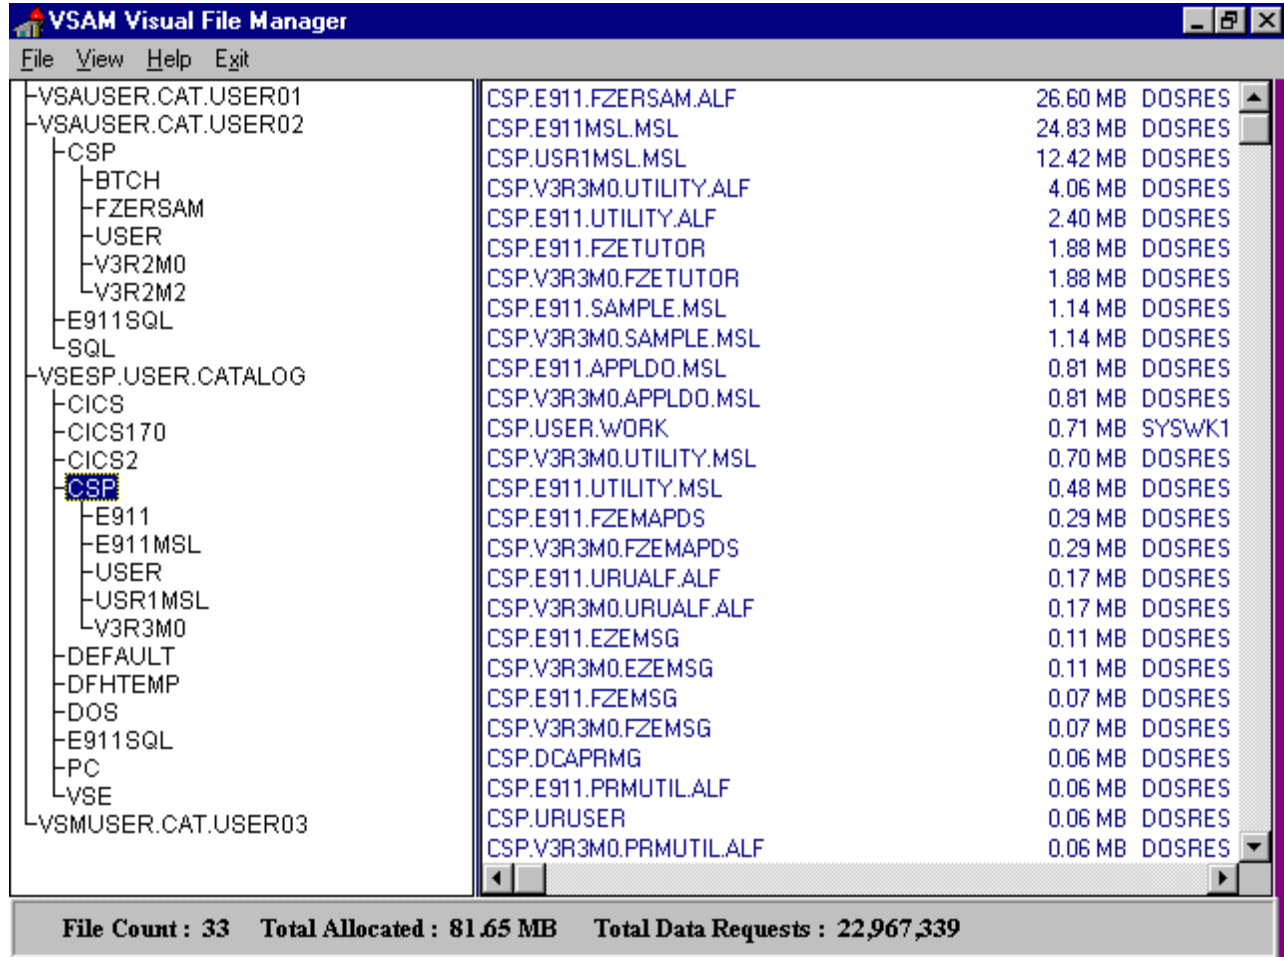 VSAM Visual File Manager
File View Help Exit
VSAUSER.CAT.USER01
VSAUSER.CAT.USER02
CSP
BTCH
FZERSAM
USER
V3R2M0
V3R2M2
E911SQL
SQL
VSESP.USER.CATALOG
CICS
CICS170
CICS2
CSP
E911
E911MSL
USER
USR1MSL
V3R3M0
DEFAULT
DFHTEMP
DOS
E911SQL
PC
VSE
VSMUSER.CAT.USER03
CSP.E911.FZERSAM.ALF 26.60 MB DOSRES
CSP.E911MSL.MSL 24.83 MB DOSRES
CSP.USR1MSL.MSL 12.42 MB DOSRES
CSP.V3R3M0.UTILITY.ALF 4.06 MB DOSRES
CSP.E911.UTILITY.ALF 2.40 MB DOSRES
CSP.E911.FZETUTOR 1.88 MB DOSRES
CSP.V3R3M0.FZETUTOR 1.88 MB DOSRES
CSP.E911.SAMPLE.MSL 1.14 MB DOSRES
CSP.V3R3M0.SAMPLE.MSL 1.14 MB DOSRES
CSP.E911.APPLDO.MSL 0.81 MB DOSRES
CSP.V3R3M0.APPLDO.MSL 0.81 MB DOSRES
CSP.USER.WORK 0.71 MB SYSWK1
CSP.V3R3M0.UTILITY.MSL 0.70 MB DOSRES
CSP.E911.UTILITY.MSL 0.48 MB DOSRES
CSP.E911.FZEMAPDS 0.29 MB DOSRES
CSP.V3R3M0.FZEMAPDS 0.29 MB DOSRES
CSP.E911.URUALF.ALF 0.17 MB DOSRES
CSP.V3R3M0.URUALF.ALF 0.17 MB DOSRES
CSP.E911.EZEMSG 0.11 MB DOSRES
CSP.V3R3M0.EZEMSG 0.11 MB DOSRES
CSP.E911.FZEMSG 0.07 MB DOSRES
CSP.V3R3M0.FZEMSG 0.07 MB DOSRES
CSP.DCAPRMG 0.06 MB DOSRES
CSP.E911.PRMUTIL.ALF 0.06 MB DOSRES
CSP.URUSER 0.06 MB DOSRES
CSP.V3R3M0.PRMUTIL.ALF 0.06 MB DOSRES
File Count : 33 Total Allocated : 81.65 MB Total Data Requests : 22,967,339